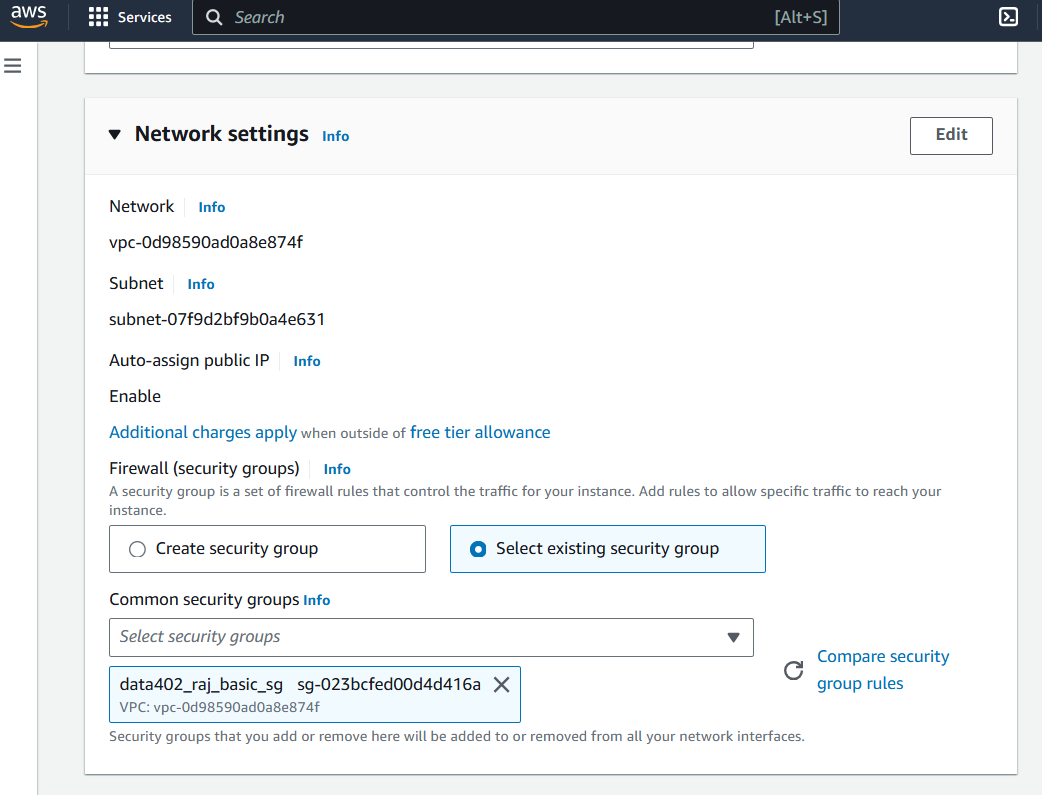 aws
Services
Search
[Alt+S]
Network settings Info
Edit
Network Info
vpc-0d98590ad0a8e874f
Subnet Info
subnet-07f9d2bf9b0a4e631
Auto-assign public IP Info
Enable
Additional charges apply when outside of free tier allowance
Firewall (security groups) Info
A security group is a set of firewall rules that control the traffic for your instance. Add rules to allow specific traffic to reach your
instance.
Create security group
Select existing security group
Common security groups Info
Select security groups
data402_raj_basic_sg sg-023bcfed00d4d416a
VPC: vpc-0d98590ad0a8e874f
Compare security
group rules
Security groups that you add or remove here will be added to or removed from all your network interfaces.